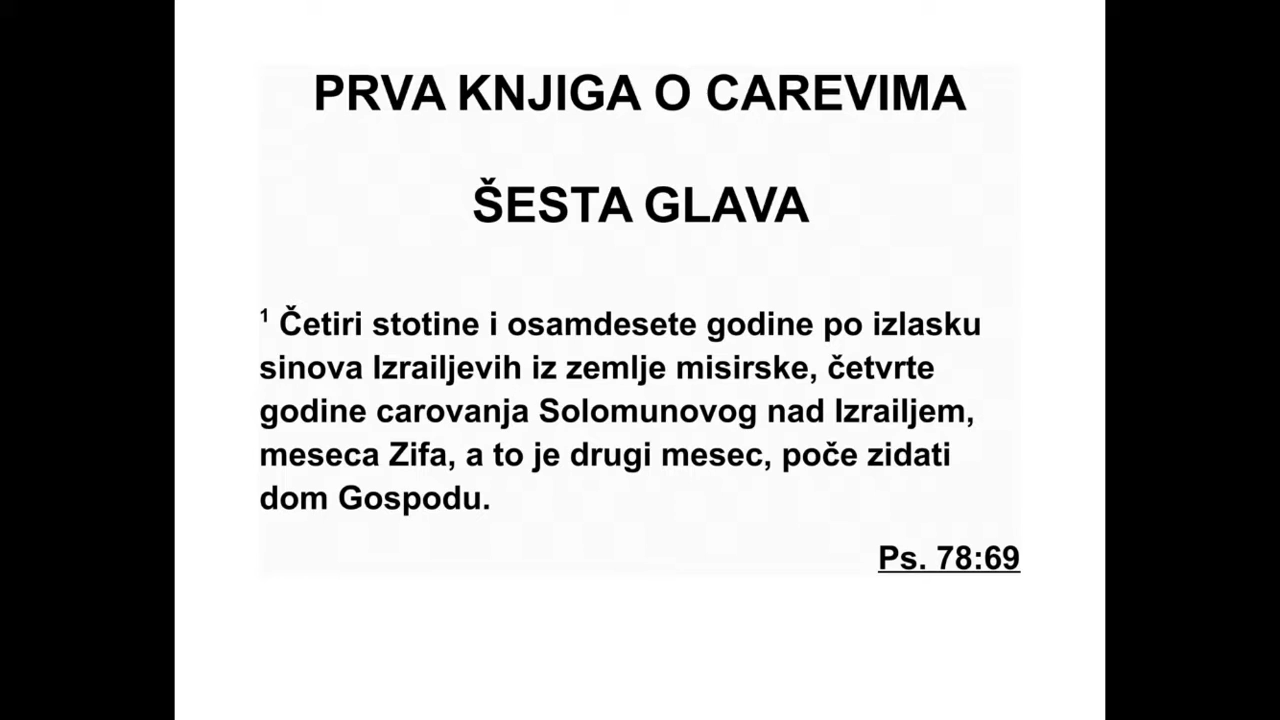 PRVA KNJIGA O CAREVIMA
ŠESTA GLAVA
¹ Četiri stotine i osamdesete godine po izlasku
sinova Izrailjevih iz zemlje misirske, četvrte
godine carovanja Solomunovog nad Izrailjem,
meseca Zifa, a to je drugi mesec, poče zidati
dom Gospodu.
Ps. 78:69